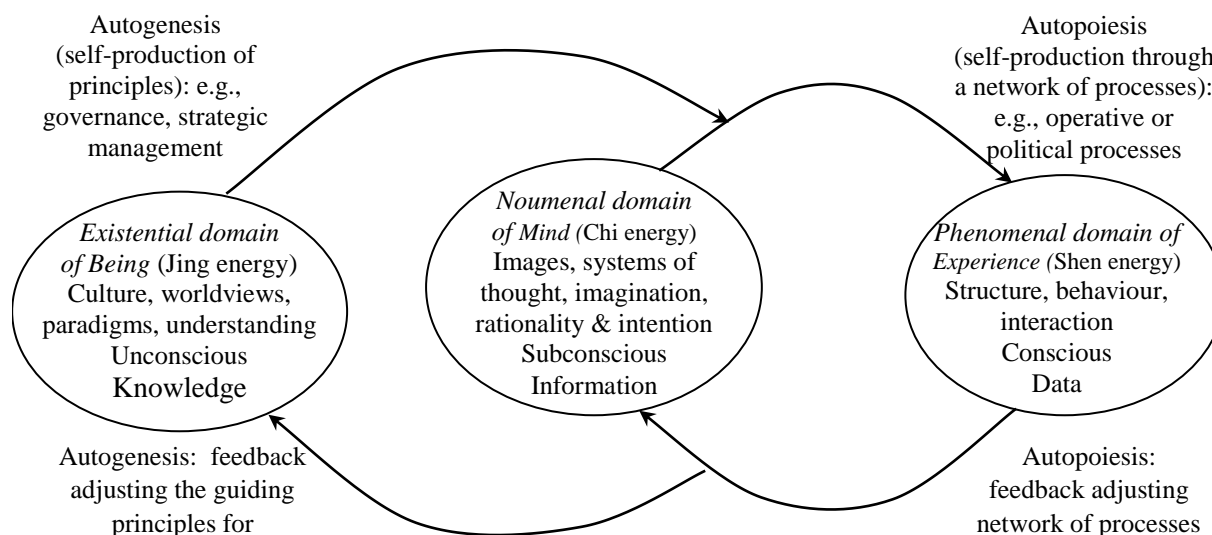 Autogenesis
(self-production of
principles): e.g.,
governance, strategic
management
Autopoiesis
(self-production through
a network of processes):
e.g., operative or
political processes
Existential domain
of Being (Jing energy)
Culture, worldviews,
paradigms, understanding
Unconscious
Knowledge
Noumenal domain
of Mind (Chi energy)
Images, systems of
thought, imagination,
rationality & intention
Subconscious
Information
Phenomenal domain of
Experience (Shen energy)
Structure, behaviour,
interaction
Conscious
Data
Autogenesis: feedback
adjusting the guiding
principles for
Autopoiesis:
feedback adjusting
network of processes